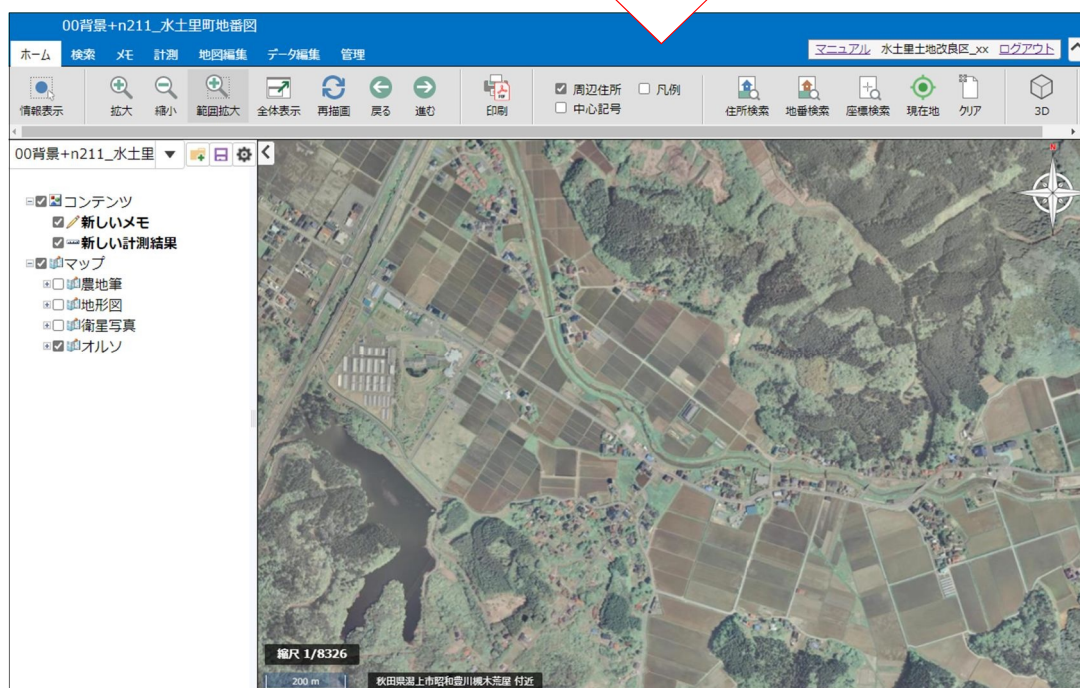 00背景+n211_水土里町地番図
ホーム 検索 メモ 計測 地図編集 データ編集 管理
マニュアル 水土里土地改良区_xx ログアウト
情報表示 拡大 縮小 範囲拡大 全体表示 再描画 戻る 進む 印刷
周辺住所 凡例
中心記号
住所検索 地番検索 座標検索 現在地 クリア 3D
00背景+n211_水土里
コンテンツ
新しいメモ
新しい計測結果
マップ
農地筆
地形図
衛星写真
オルソ
N
縮尺 1/8326
200 m
秋田県潟上市昭和豊川槻木荒屋 付近